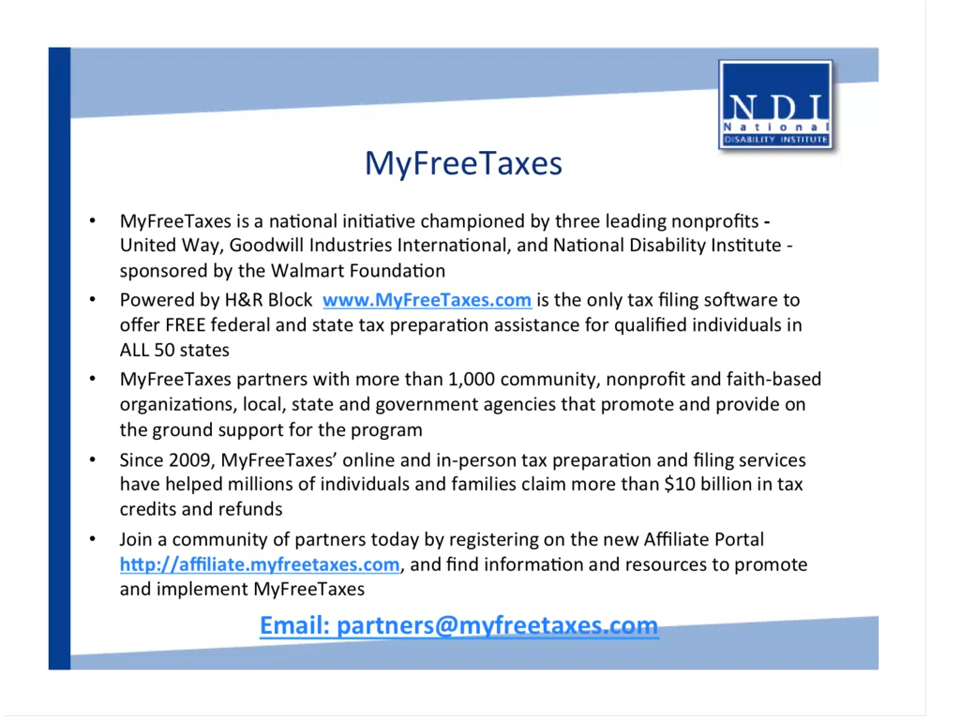 NDI
National
DISABILITY INSTITUTE
MyFreeTaxes
• MyFreeTaxes is a national initiative championed by three leading nonprofits -
United Way, Goodwill Industries International, and National Disability Institute -
sponsored by the Walmart Foundation
• Powered by H&R Block www.MyFreeTaxes.com is the only tax filing software to
offer FREE federal and state tax preparation assistance for qualified individuals in
ALL 50 states
• MyFreeTaxes partners with more than 1,000 community, nonprofit and faith-based
organizations, local, state and government agencies that promote and provide on
the ground support for the program
• Since 2009, MyFreeTaxes’ online and in-person tax preparation and filing services
have helped millions of individuals and families claim more than $10 billion in tax
credits and refunds
• Join a community of partners today by registering on the new Affiliate Portal
http://affiliate.myfreetaxes.com, and find information and resources to promote
and implement MyFreeTaxes
Email: partners@myfreetaxes.com